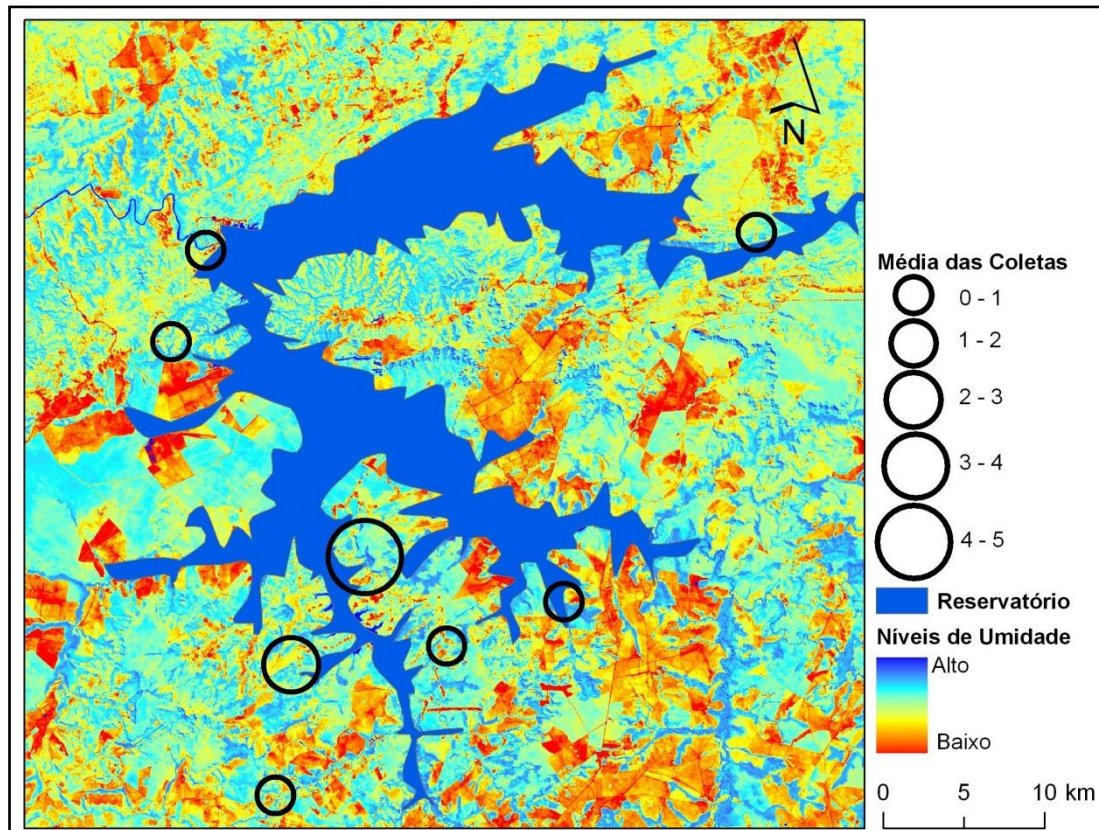 N
Média das Coletas
0 - 1
1 - 2
2 - 3
3 - 4
4 - 5
Reservatório
Níveis de Umidade
Alto
Baixo
0 5 10 km